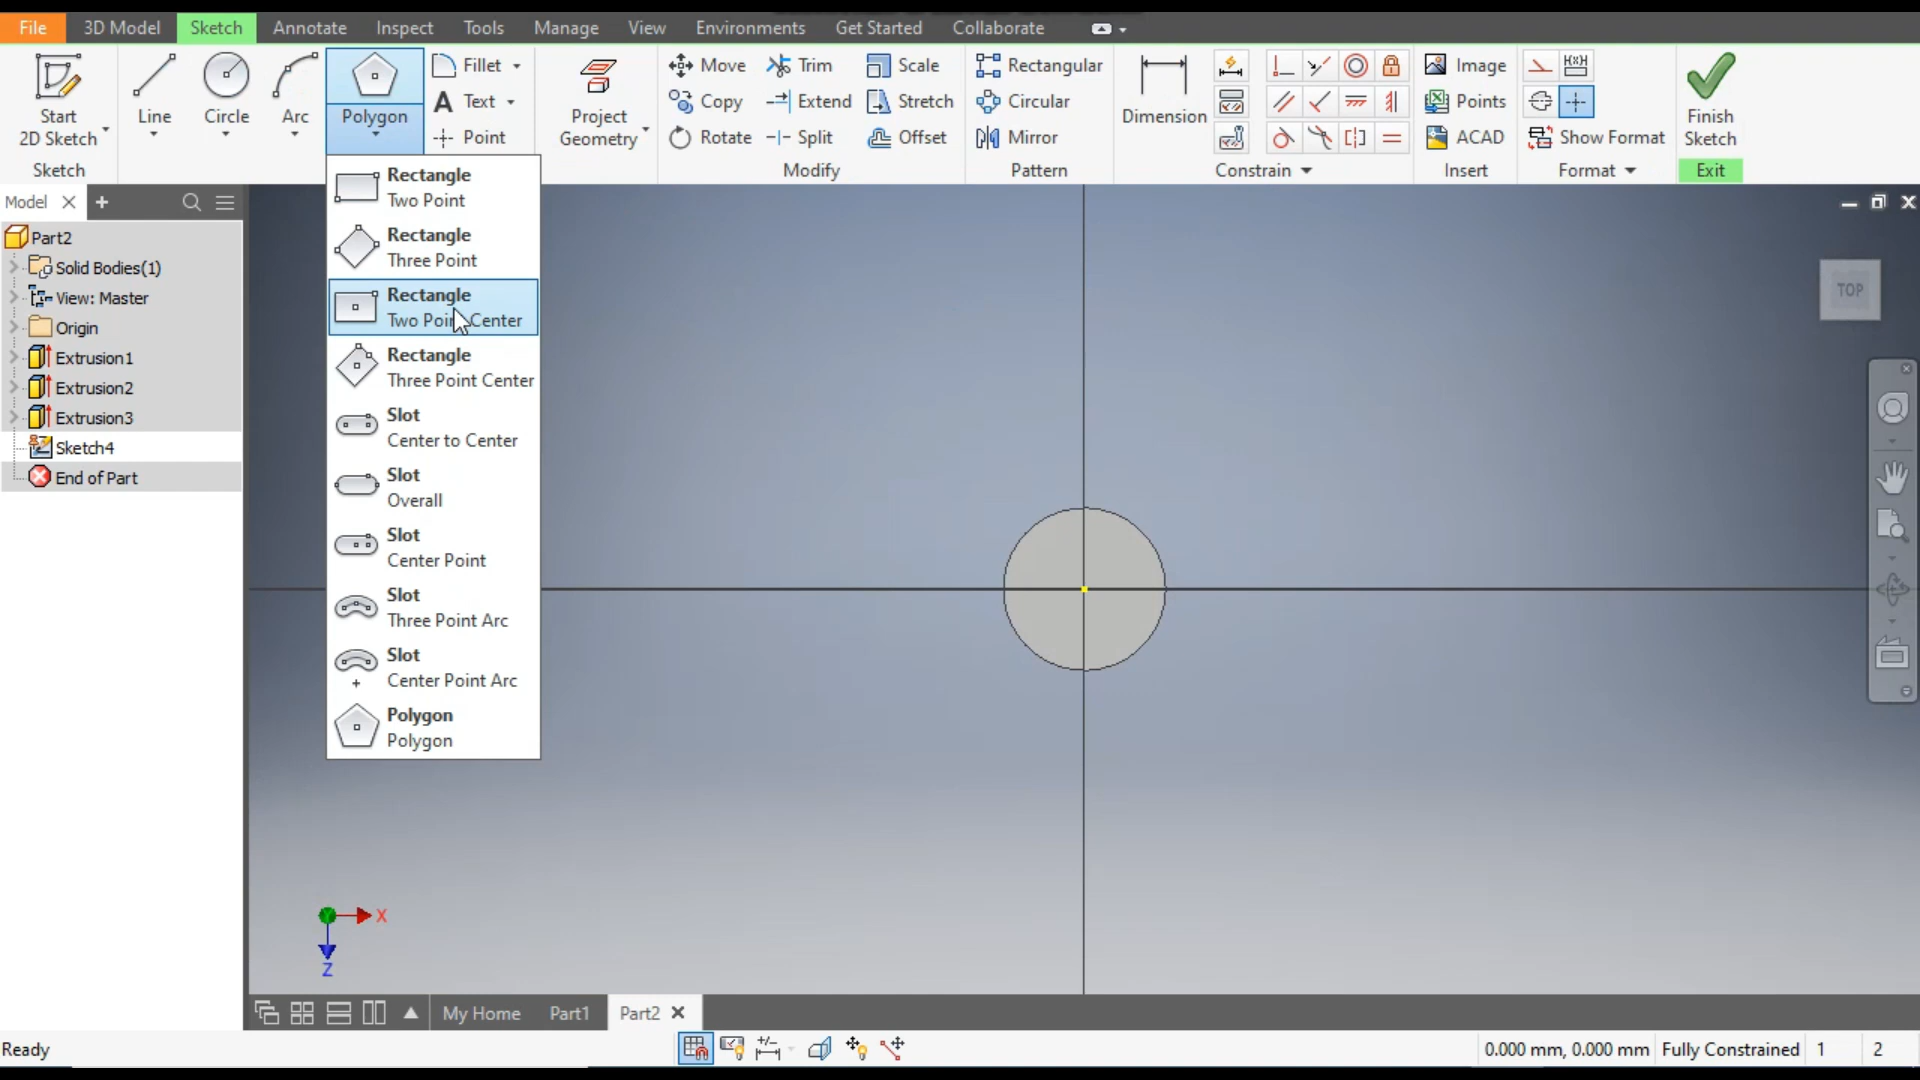 File 3D Model Sketch Annotate Inspect Tools Manage View Environments Get Started Collaborate
Start
2D Sketch
Line
Circle
Arc
Polygon
Fillet
Text
Point
Project
Geometry
Move
Copy
Rotate
Trim
Extend
Split
Scale
Stretch
Offset
Rectangular
Circular
Mirror
Dimension
Image
Points
ACAD
Show Format
Finish
Sketch
Sketch
Modify
Pattern
Constrain
Insert
Format
Exit
Model
Part2
Solid Bodies(1)
View: Master
Origin
Extrusion1
Extrusion2
Extrusion3
Sketch4
End of Part
Rectangle
Two Point
Rectangle
Three Point
Rectangle
Two Point Center
Rectangle
Three Point Center
Slot
Center to Center
Slot
Overall
Slot
Center Point
Slot
Three Point Arc
Slot
Center Point Arc
Polygon
Polygon
TOP
X
Z
My Home Part1 Part2
Ready
0.000 mm, 0.000 mm Fully Constrained 1 2